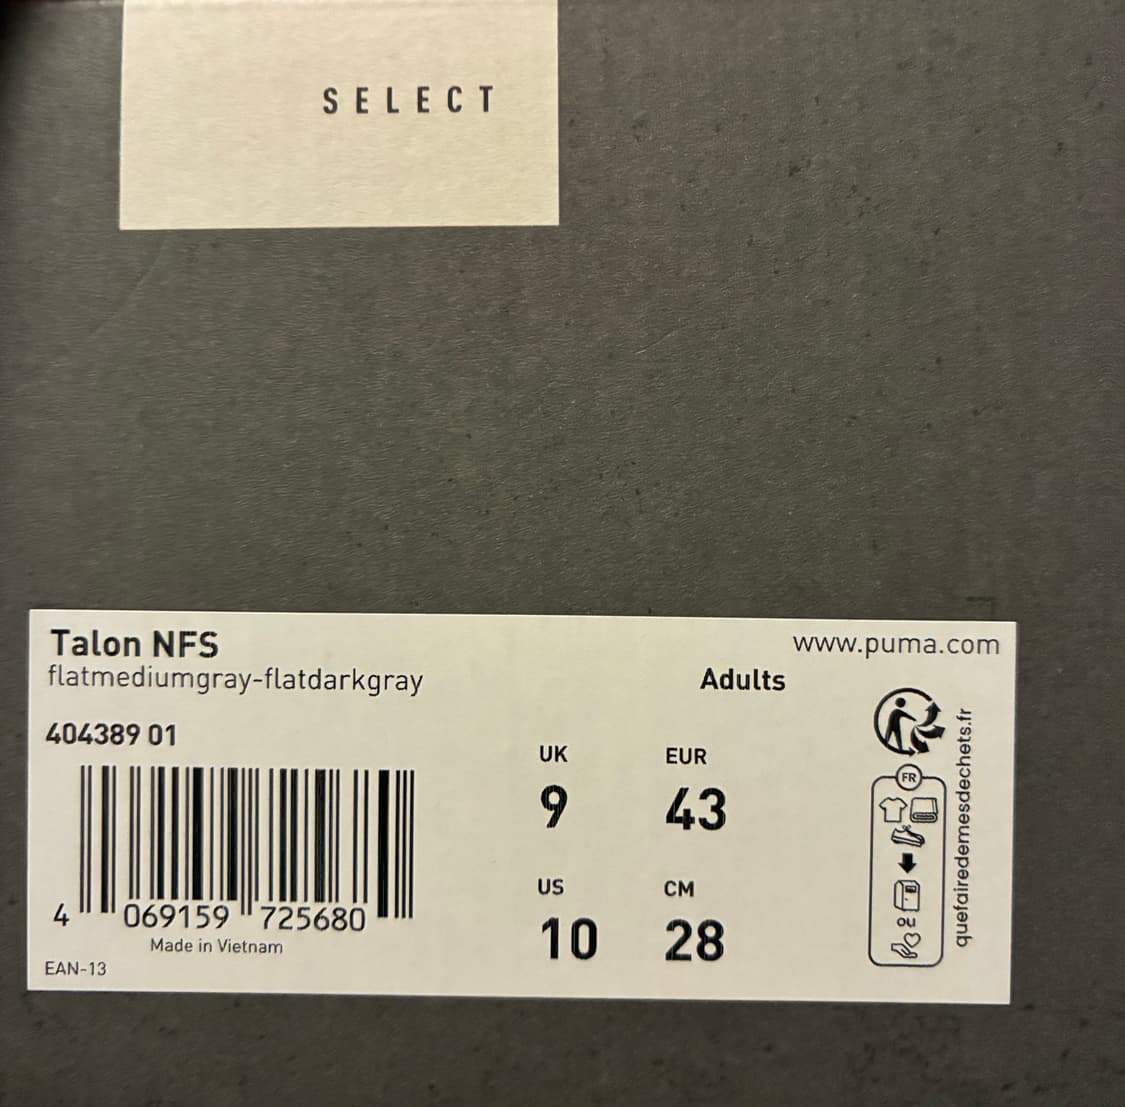 SELECT
Talon NFS
www.puma.com
flatmediumgray-flatdarkgray
Adults
404389 01
UK
EUR
9
43
US
CM
10
28
4 069159 725680
Made in Vietnam
EAN-13
FR
ou
quefairedemesdechets.fr